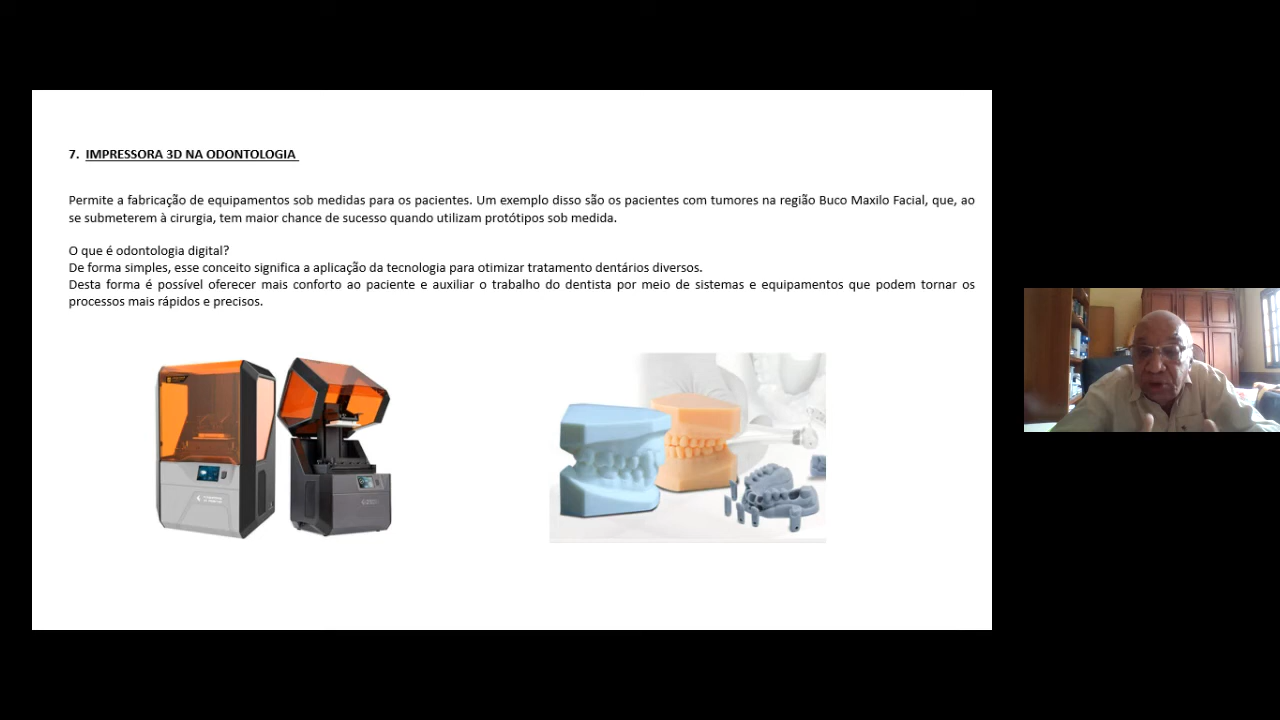 7. IMPRESSORA 3D NA ODONTOLOGIA
Permite a fabricação de equipamentos sob medidas para os pacientes. Um exemplo disso são os pacientes com tumores na região Buco Maxilo Facial, que, ao
se submeterem à cirurgia, tem maior chance de sucesso quando utilizam protótipos sob medida.
O que é odontologia digital?
De forma simples, esse conceito significa a aplicação da tecnologia para otimizar tratamento dentários diversos.
Desta forma é possível oferecer mais conforto ao paciente e auxiliar o trabalho do dentista por meio de sistemas e equipamentos que podem tornar os
processos mais rápidos e precisos.